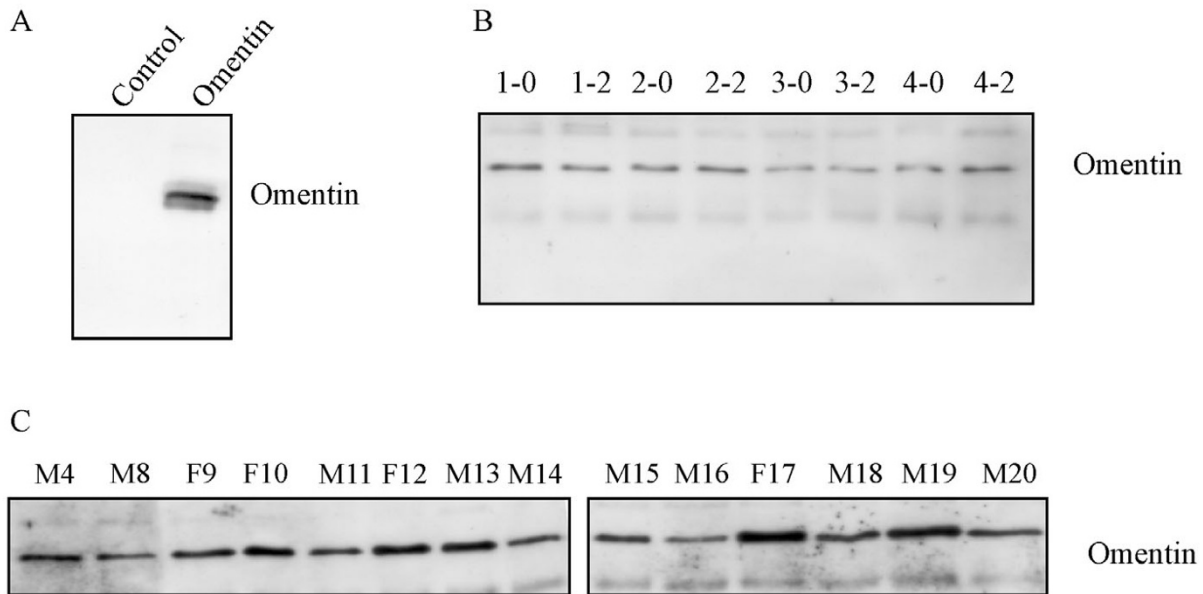 A
Control Omentin
Omentin
B
1-0 1-2 2-0 2-2 3-0 3-2 4-0 4-2
Omentin
C
M4 M8 F9 F10 M11 F12 M13 M14 M15 M16 F17 M18 M19 M20
Omentin